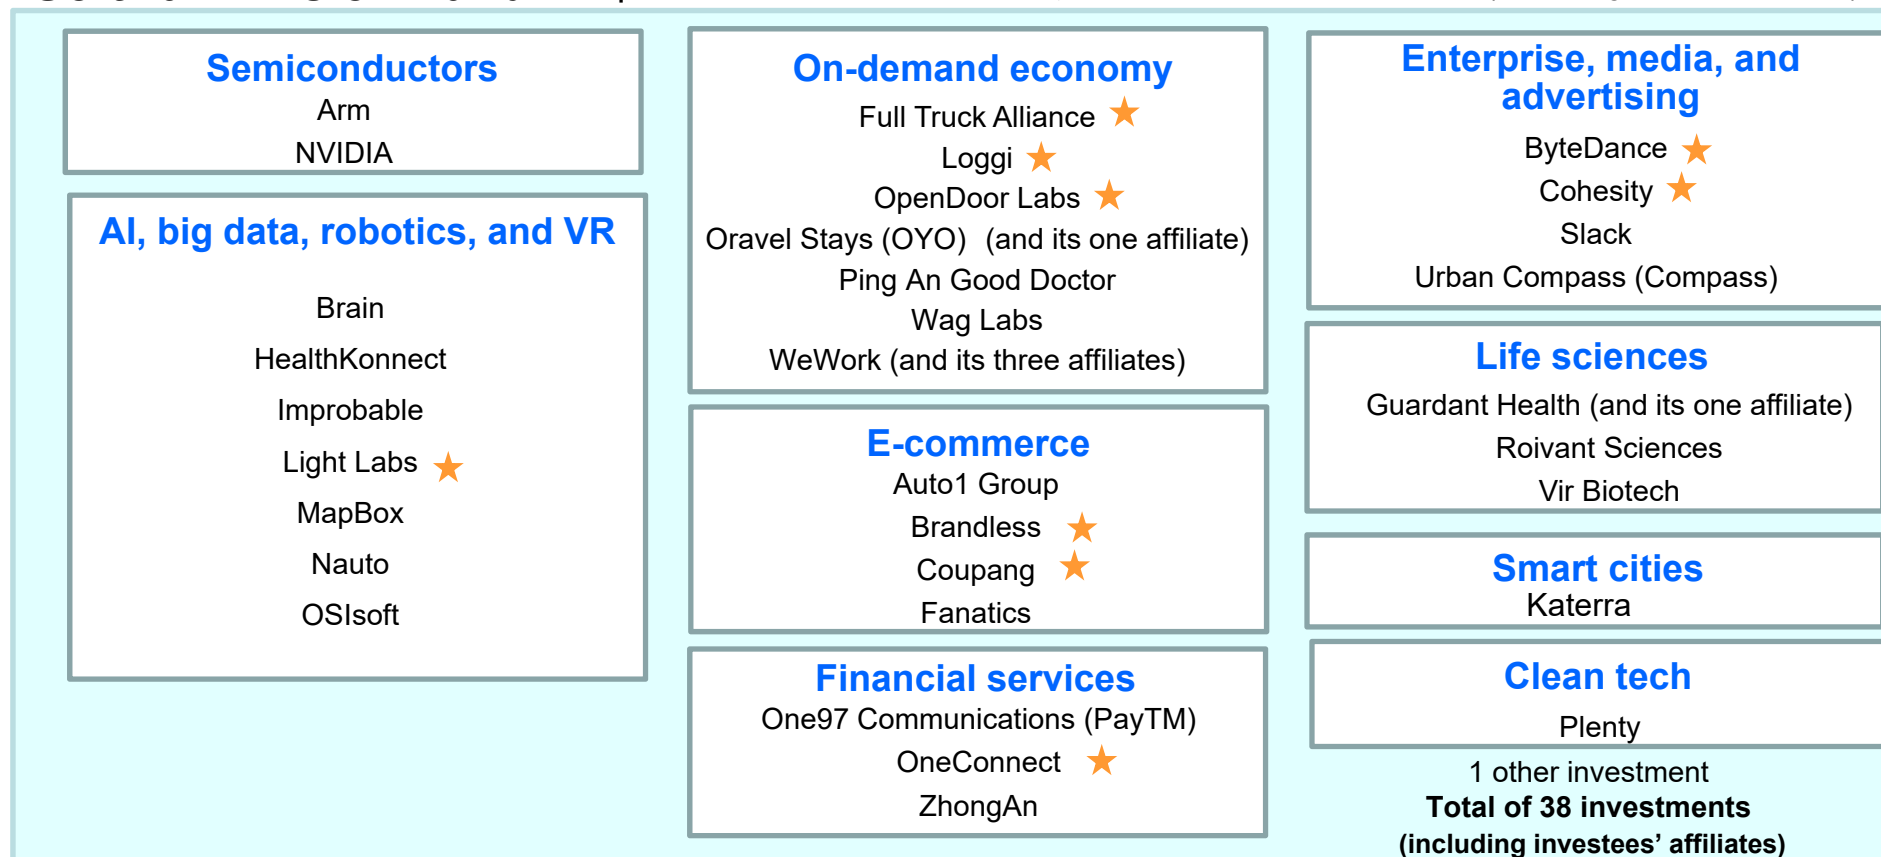 Semiconductors
Arm
NVIDIA
AI, big data, robotics, and VR
Brain
HealthKonnect
Improbable
Light Labs
MapBox
Nauto
OSIsoft
On-demand economy
Full Truck Alliance
Loggi
OpenDoor Labs
Oravel Stays (OYO) (and its one affiliate)
Ping An Good Doctor
Wag Labs
WeWork (and its three affiliates)
E-commerce
Auto1 Group
Brandless
Coupang
Fanatics
Financial services
One97 Communications (PayTM)
OneConnect
ZhongAn
Enterprise, media, and
advertising
ByteDance
Cohesity
Slack
Urban Compass (Compass)
Life sciences
Guardant Health (and its one affiliate)
Roivant Sciences
Vir Biotech
Smart cities
Katerra
Clean tech
Plenty
1 other investment
Total of 38 investments
(including investees’ affiliates)